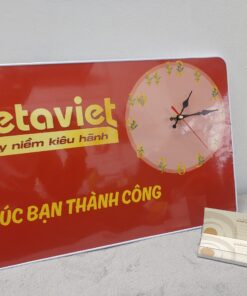 etaviet
y niềm kiêu hãnh
ÚC BẠN THÀNH CÔNG